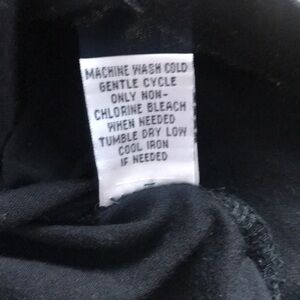 MACHINE WASH COLD
GENTLE CYCLE
ONLY NON-
CHLORINE BLEACH
WHEN NEEDED
TUMBLE DRY LOW
COOL IRON
IF NEEDED